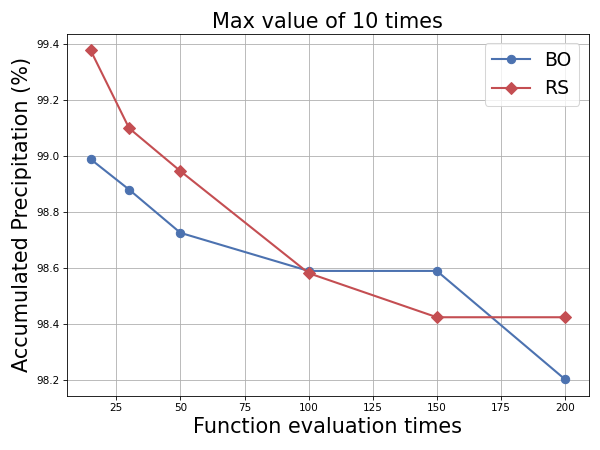 Max value of 10 times
Accumulated Precipitation (%)
99.4
99.2
99.0
98.8
98.6
98.4
98.2
BO
RS
25 50 75 100 125 150 175 200
Function evaluation times